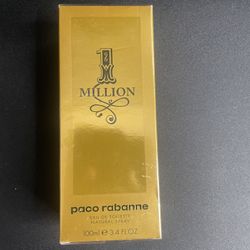 1
MILLION
paco rabanne
EAU DE TOILETTE
NATURAL SPRAY
100ml ℮ 3.4 FL.OZ.